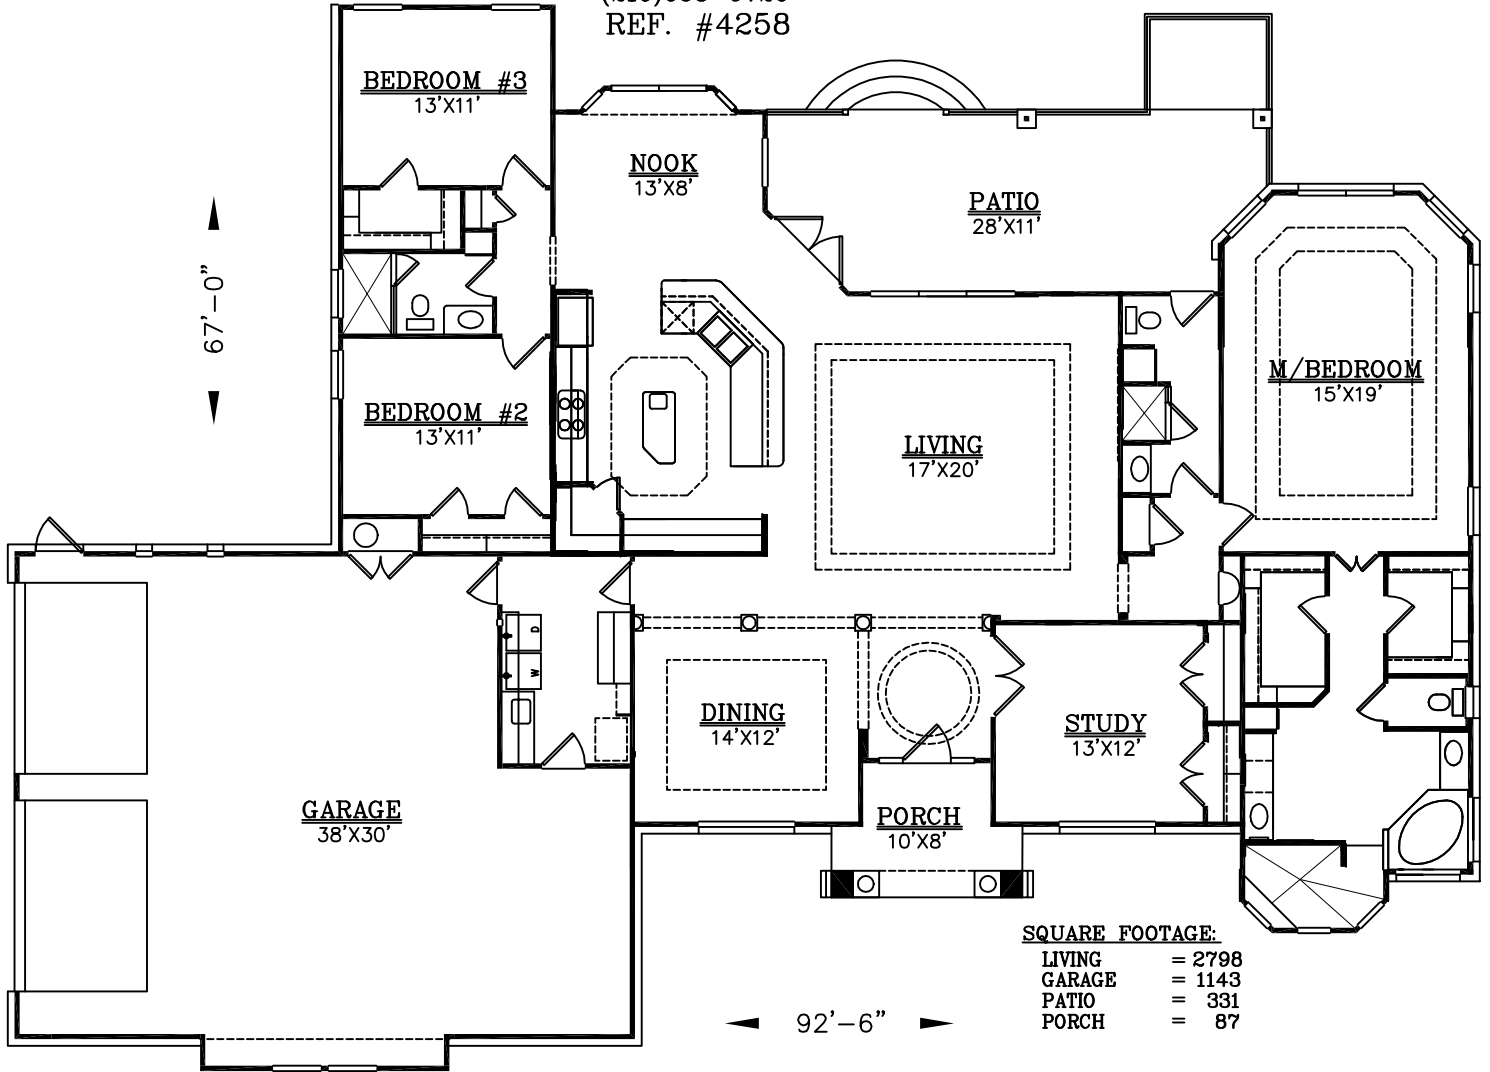 REF. #4258
BEDROOM #3
13'X11'
NOOK
13'X8'
PATIO
28'X11'
67'-0"
M/BEDROOM
15'X19'
BEDROOM #2
13'X11'
LIVING
17'X20'
D
W
DINING
14'X12'
STUDY
13'X12'
GARAGE
38'X30'
PORCH
10'X8'
SQUARE FOOTAGE:
LIVING = 2798
GARAGE = 1143
PATIO = 331
PORCH = 87
92'-6"